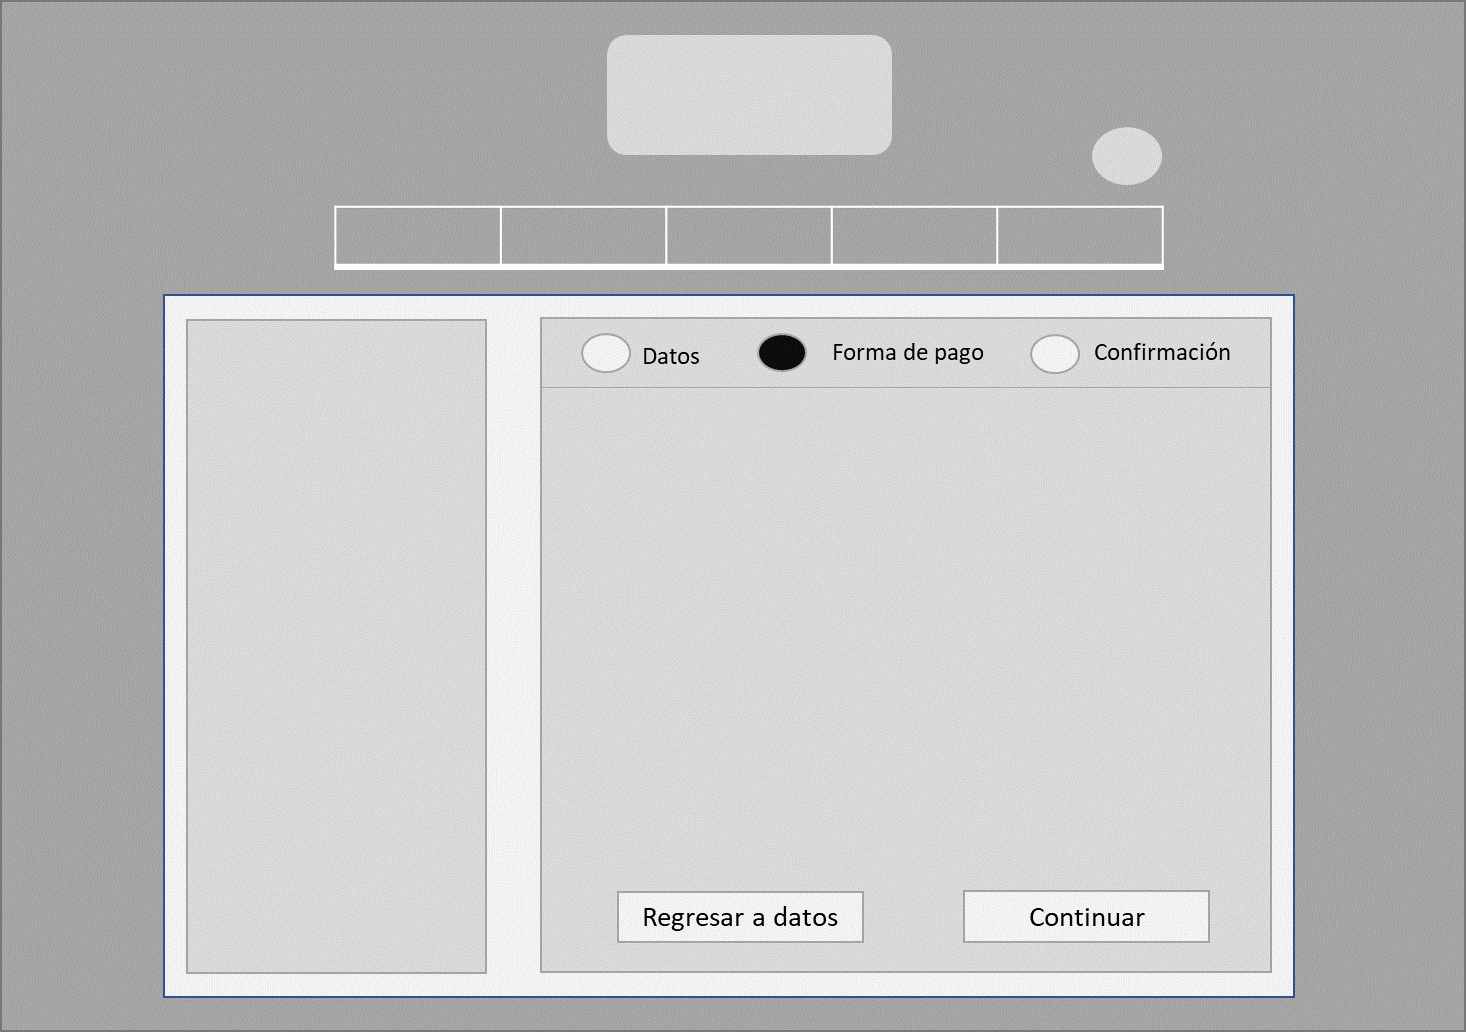 Datos
Forma de pago
Confirmación
Regresar a datos
Continuar